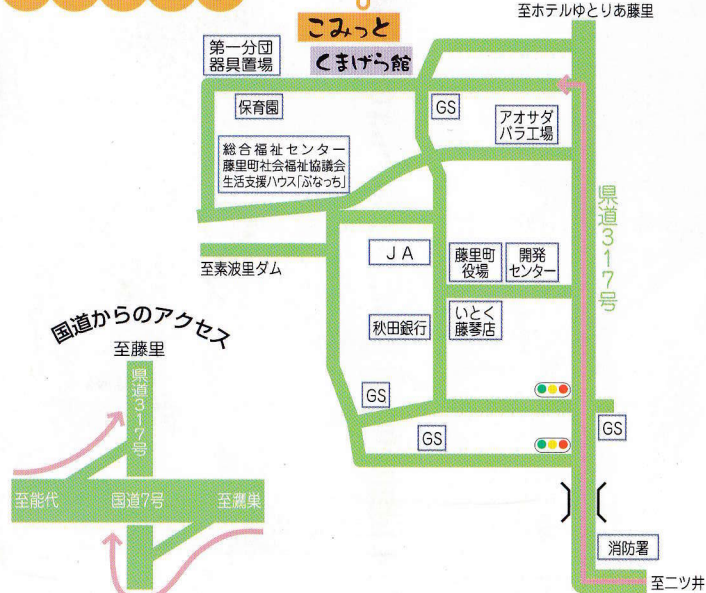 至ホテルゆとりあ藤里
こみっと
くまげら館
第一分団
器具置場
保育園
GS
アオサダ
バラ工場
総合福祉センター
藤里町社会福祉協議会
生活支援ハウス「ぶなっち」
県道317号
至素波里ダム
JA
藤里町
役場
開発
センター
秋田銀行
いとく
藤琴店
GS
GS
GS
消防署
至二ツ井
国道からのアクセス
至藤里
県道317号
至能代
国道7号
至鷹巣